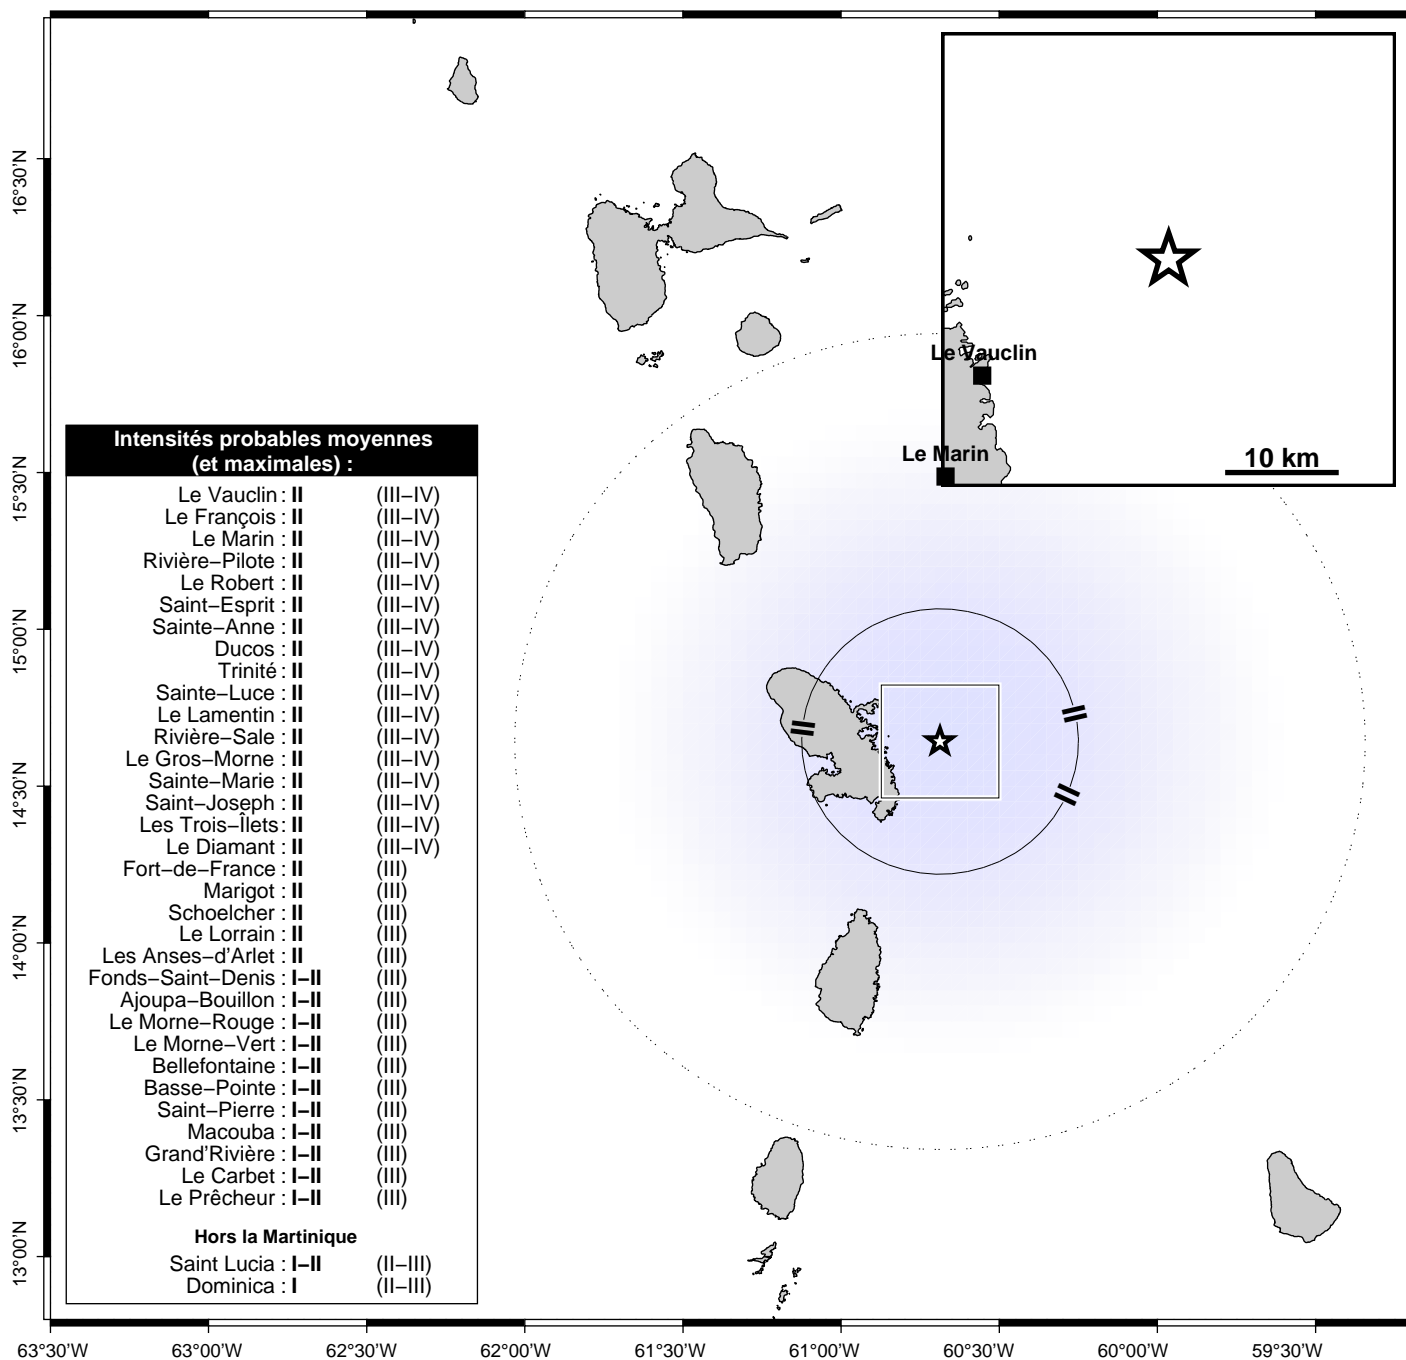 Le Vauclin
Le Marin
10 km
Intensités probables moyennes
(et maximales) :
Le Vauclin : II (III–IV)
Le François : II (III–IV)
Le Marin : II (III–IV)
Rivière–Pilote : II (III–IV)
Le Robert : II (III–IV)
Saint–Esprit : II (III–IV)
Sainte–Anne : II (III–IV)
Ducos : II (III–IV)
Trinité : II (III–IV)
Sainte–Luce : II (III–IV)
Le Lamentin : II (III–IV)
Rivière–Sale : II (III–IV)
Le Gros–Morne : II (III–IV)
Sainte–Marie : II (III–IV)
Saint–Joseph : II (III–IV)
Les Trois–Îlets : II (III–IV)
Le Diamant : II (III–IV)
Fort–de–France : II (III)
Marigot : II (III)
Schoelcher : II (III)
Le Lorrain : II (III)
Les Anses–d'Arlet : II (III)
Fonds–Saint–Denis : I–II (III)
Ajoupa–Bouillon : I–II (III)
Le Morne–Rouge : I–II (III)
Le Morne–Vert : I–II (III)
Bellefontaine : I–II (III)
Basse–Pointe : I–II (III)
Saint–Pierre : I–II (III)
Macouba : I–II (III)
Grand'Rivière : I–II (III)
Le Carbet : I–II (III)
Le Prêcheur : I–II (III)
Hors la Martinique
Saint Lucia : I–II (II–III)
Dominica : I (II–III)
II
II
II
16°30'N
16°00'N
15°30'N
15°00'N
14°30'N
14°00'N
13°30'N
13°00'N
63°30'W 63°00'W 62°30'W 62°00'W 61°30'W 61°00'W 60°30'W 60°00'W 59°30'W